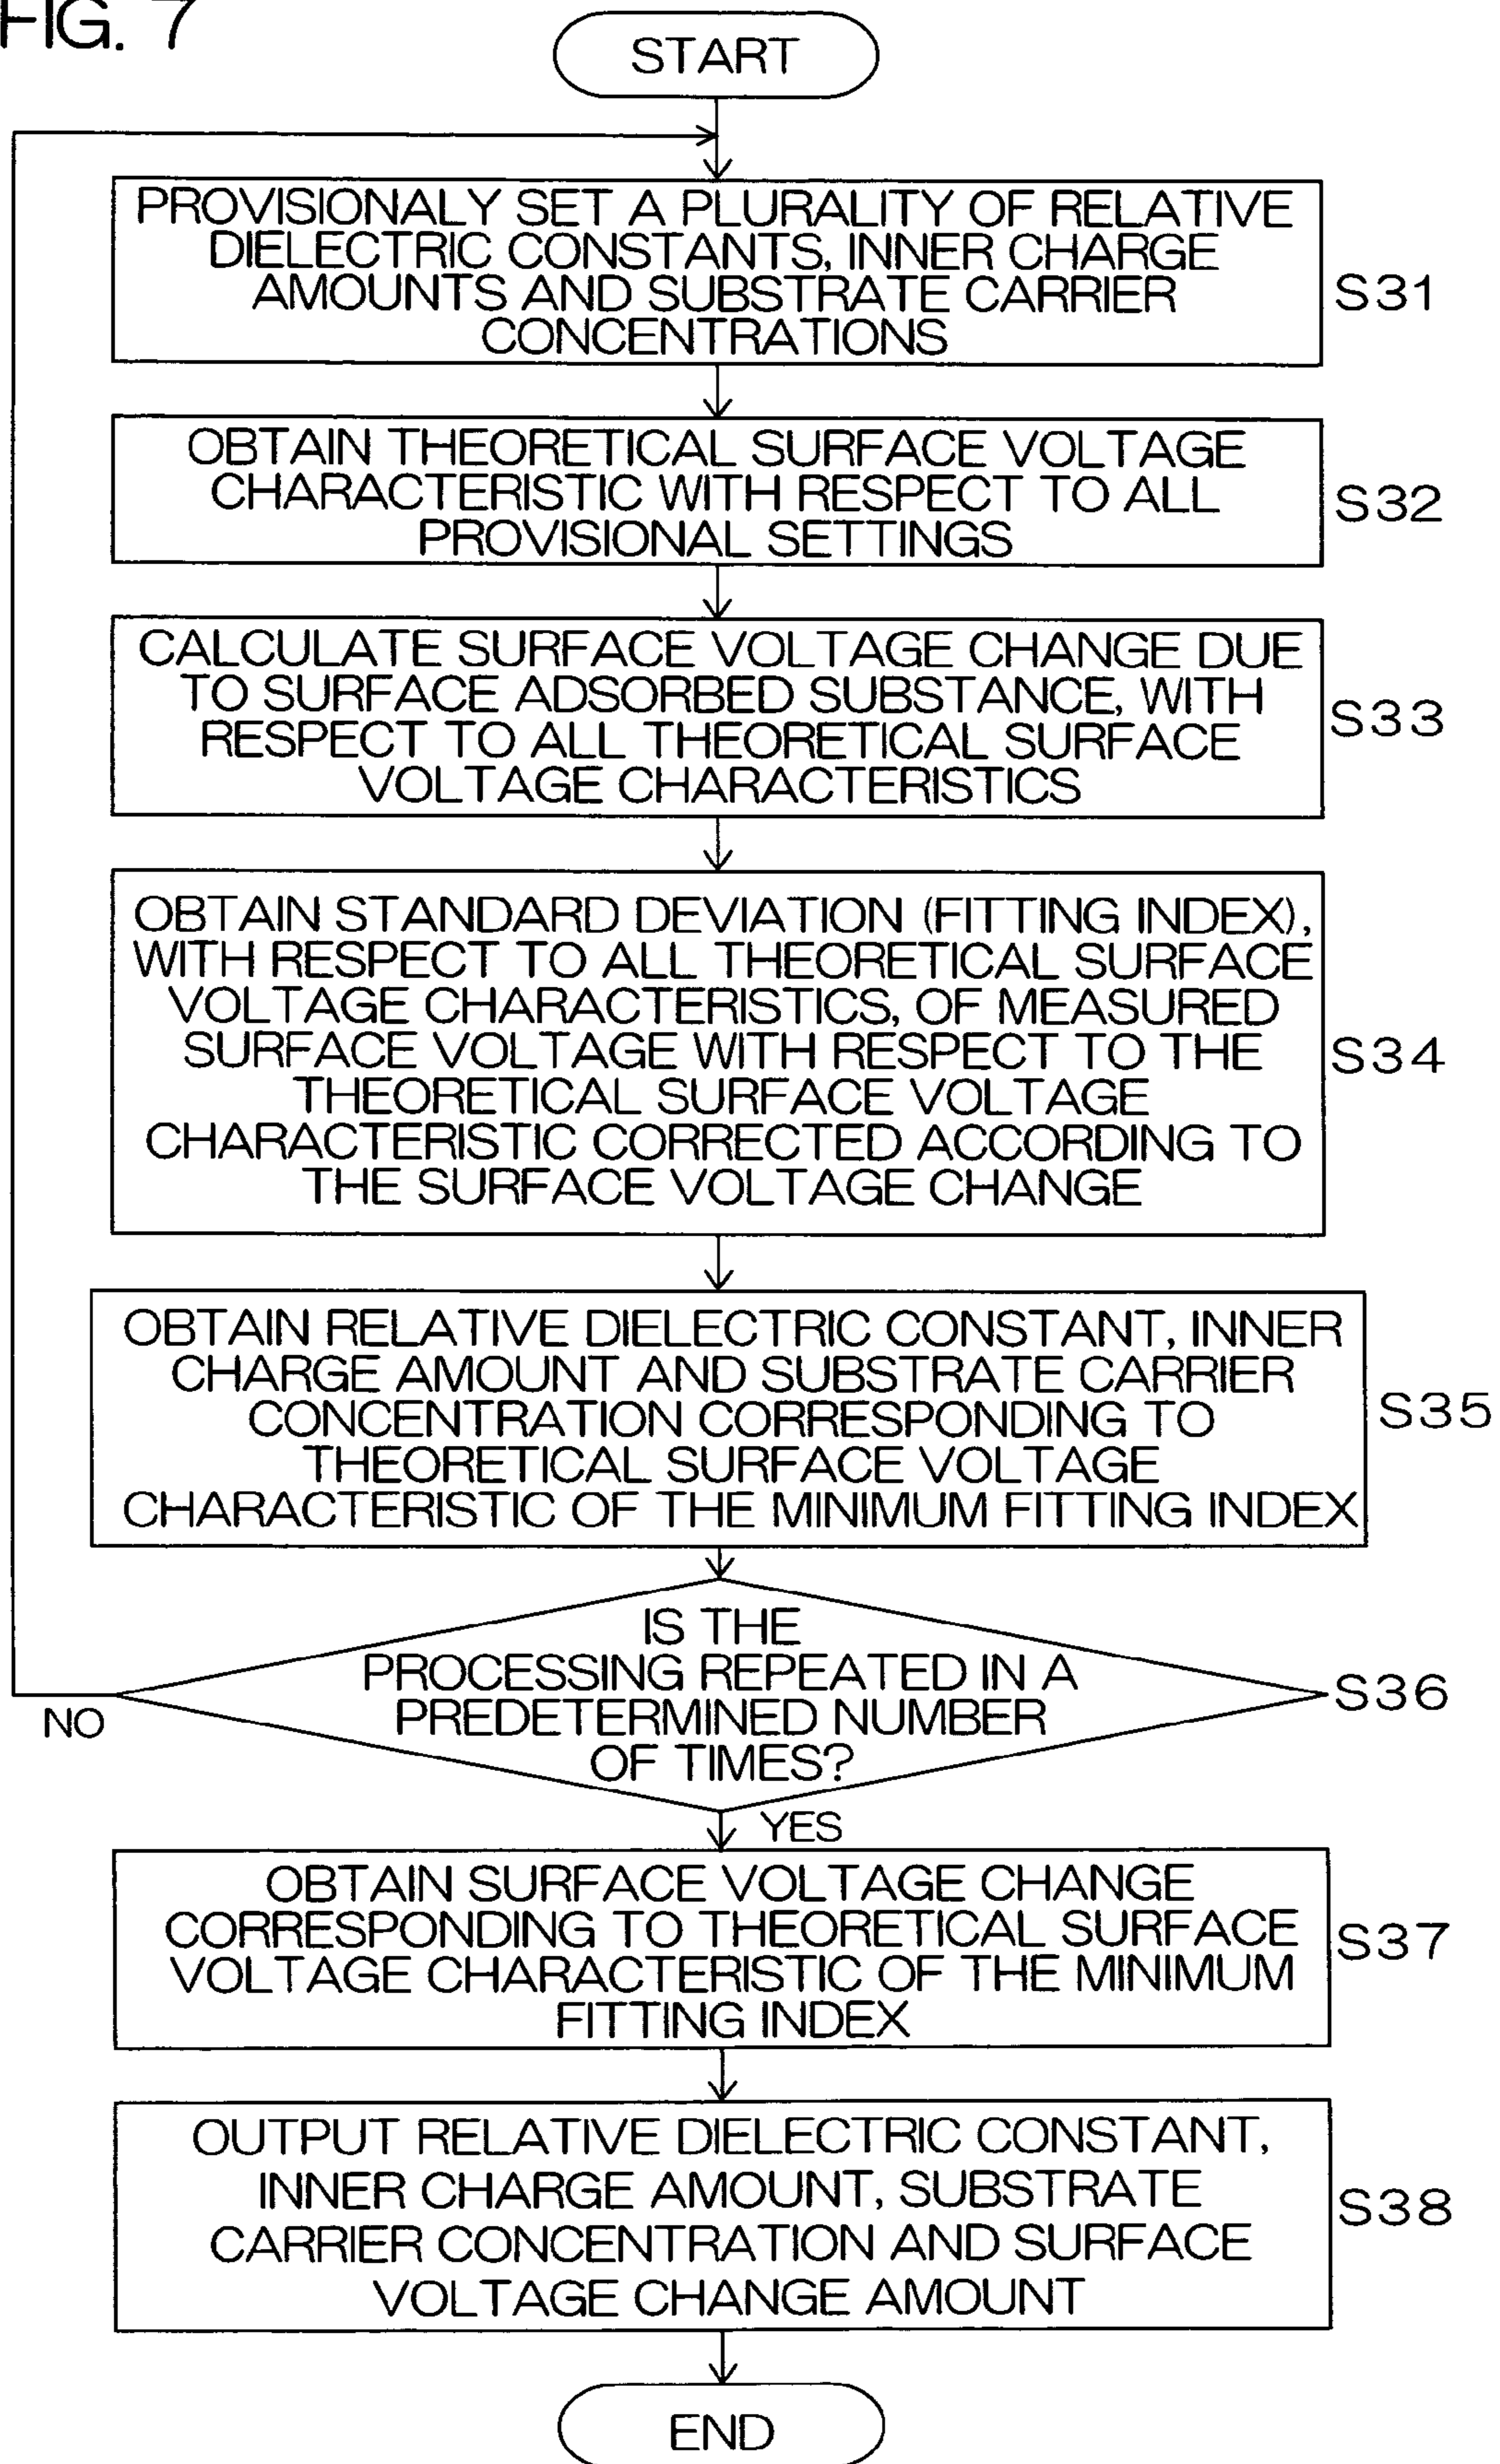 FIG. 7
START
PROVISIONALY SET A PLURALITY OF RELATIVE
DIELECTRIC CONSTANTS, INNER CHARGE
AMOUNTS AND SUBSTRATE CARRIER
CONCENTRATIONS
S31
OBTAIN THEORETICAL SURFACE VOLTAGE
CHARACTERISTIC WITH RESPECT TO ALL
PROVISIONAL SETTINGS
S32
CALCULATE SURFACE VOLTAGE CHANGE DUE
TO SURFACE ADSORBED SUBSTANCE, WITH
RESPECT TO ALL THEORETICAL SURFACE
VOLTAGE CHARACTERISTICS
S33
OBTAIN STANDARD DEVIATION (FITTING INDEX),
WITH RESPECT TO ALL THEORETICAL SURFACE
VOLTAGE CHARACTERISTICS, OF MEASURED
SURFACE VOLTAGE WITH RESPECT TO THE
THEORETICAL SURFACE VOLTAGE
CHARACTERISTIC CORRECTED ACCORDING TO
THE SURFACE VOLTAGE CHANGE
S34
OBTAIN RELATIVE DIELECTRIC CONSTANT, INNER
CHARGE AMOUNT AND SUBSTRATE CARRIER
CONCENTRATION CORRESPONDING TO
THEORETICAL SURFACE VOLTAGE
CHARACTERISTIC OF THE MINIMUM FITTING INDEX
S35
IS THE
PROCESSING REPEATED IN A
PREDETERMINED NUMBER
OF TIMES?
S36
NO
YES
OBTAIN SURFACE VOLTAGE CHANGE
CORRESPONDING TO THEORETICAL SURFACE
VOLTAGE CHARACTERISTIC OF THE MINIMUM
FITTING INDEX
S37
OUTPUT RELATIVE DIELECTRIC CONSTANT,
INNER CHARGE AMOUNT, SUBSTRATE
CARRIER CONCENTRATION AND SURFACE
VOLTAGE CHANGE AMOUNT
S38
END